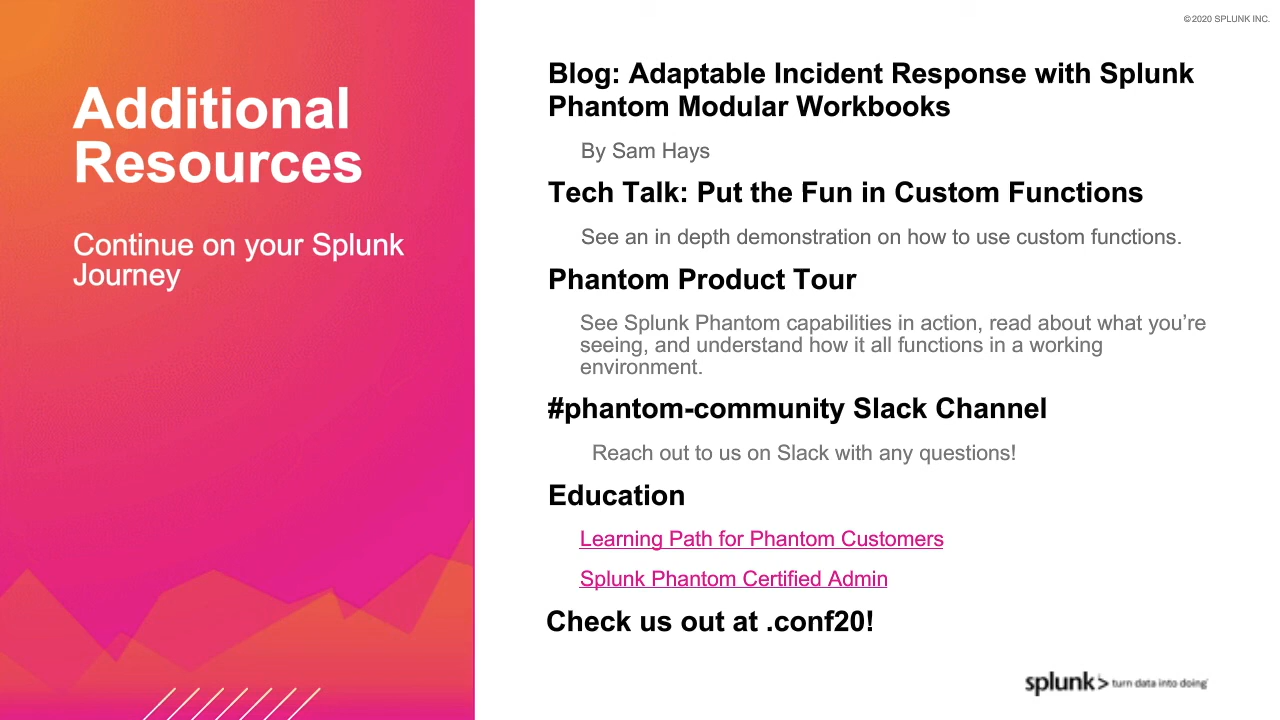 © 2020 SPLUNK INC.
Additional
Resources
Continue on your Splunk
Journey
Blog: Adaptable Incident Response with Splunk
Phantom Modular Workbooks
By Sam Hays
Tech Talk: Put the Fun in Custom Functions
See an in depth demonstration on how to use custom functions.
Phantom Product Tour
See Splunk Phantom capabilities in action, read about what you’re
seeing, and understand how it all functions in a working
environment.
#phantom-community Slack Channel
Reach out to us on Slack with any questions!
Education
Learning Path for Phantom Customers
Splunk Phantom Certified Admin
Check us out at .conf20!
splunk> turn data into doing